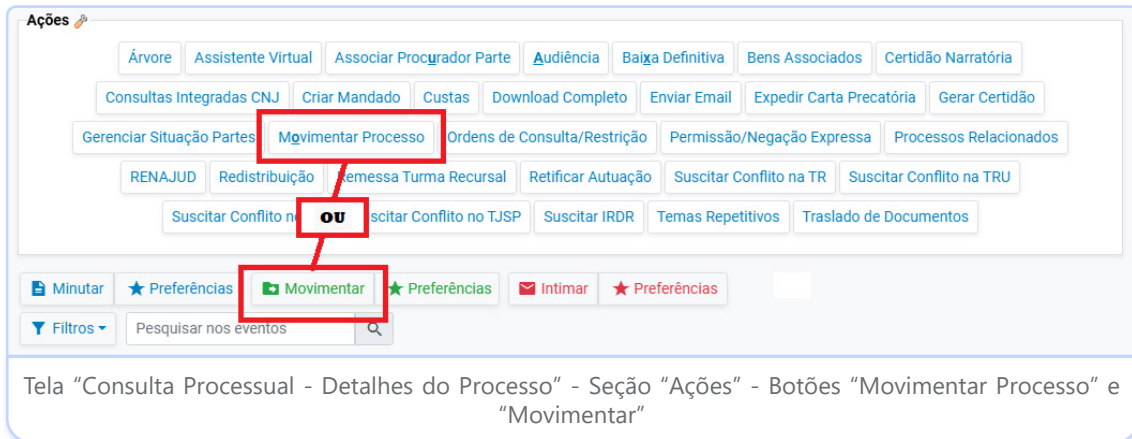 Ações
Árvore Assistente Virtual Associar Procurador Parte Audiência Baixa Definitiva Bens Associados Certidão Narratória
Consultas Integradas CNJ Criar Mandado Custas Download Completo Enviar Email Expedir Carta Precatória Gerar Certidão
Gerenciar Situação Partes Movimentar Processo Ordens de Consulta/Restrição Permissão/Negação Expressa Processos Relacionados
RENAJUD Redistribuição Remessa Turma Recursal Retificar Autuação Suscitar Conflito na TR Suscitar Conflito na TRU
Suscitar Conflito OU Conflito no TJSP Suscitar IRDR Temas Repetitivos Traslado de Documentos
Minutar Preferências Movimentar Preferências Intimar Preferências
Filtros Pesquisar nos eventos
Tela “Consulta Processual - Detalhes do Processo” - Seção “Ações” - Botões “Movimentar Processo” e
“Movimentar”